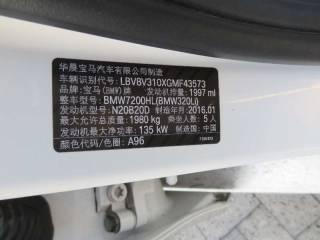 华晨宝马汽车有限公司制造
车辆识别代号: LBV8V310XGMF43573
品牌:宝马(BMW)牌 发动机排量: 1997 ml
整车型号: BMW7200HL(BMW320Li)
发动机型号: N20B20D 制造年月: 2016.01
最大允许总质量: 1980 kg 乘坐人数: 5 人
发动机最大净功率: 135 kW 制造国: 中国
颜色代码/色圈: A96